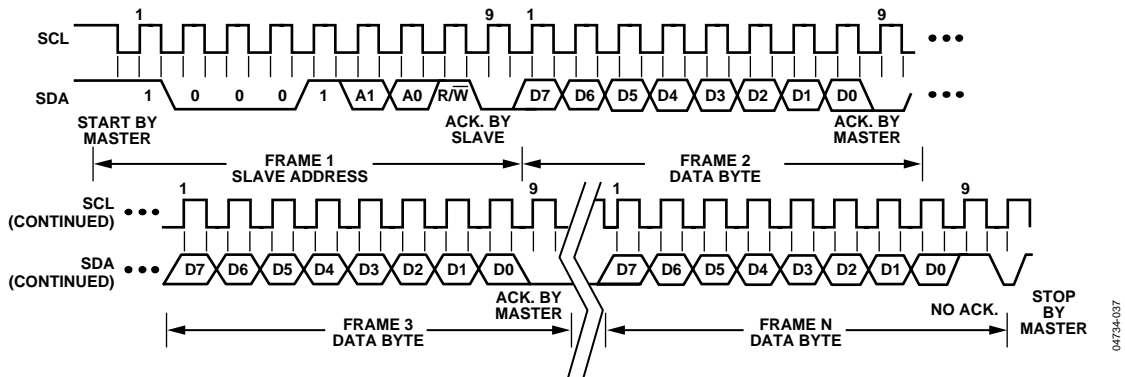 1 9 1 9
SCL
SDA 1 0 0 0 1 A1 A0 R/W̅ D7 D6 D5 D4 D3 D2 D1 D0
START BY
MASTER
ACK. BY
SLAVE
ACK. BY
MASTER
FRAME 1
SLAVE ADDRESS
FRAME 2
DATA BYTE
1 9 1 9
SCL
(CONTINUED)
SDA
(CONTINUED)
D7 D6 D5 D4 D3 D2 D1 D0 D7 D6 D5 D4 D3 D2 D1 D0
ACK. BY
MASTER
NO ACK.
STOP
BY
MASTER
FRAME 3
DATA BYTE
FRAME N
DATA BYTE
04734-037